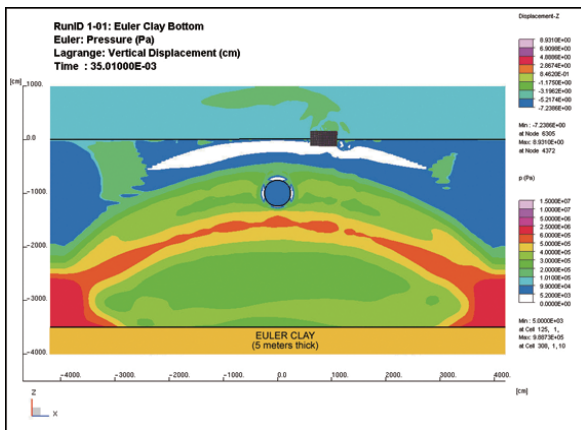 RunID 1-01: Euler Clay Bottom
Euler: Pressure (Pa)
Lagrange: Vertical Displacement (cm)
Time : 35.01000E-03
Displacement-Z
8.9310E+00
6.9098E+00
4.8886E+00
2.8674E+00
8.4620E-01
-1.1750E+00
-3.1962E+00
-5.2174E+00
-7.2386E+00
Min : -7.2386E+00
at Node 6305
Max: 8.9310E+00
at Node 4372
p (Pa)
1.5000E+07
1.0000E+07
5.0000E+06
2.5000E+06
6.0000E+05
5.0000E+05
4.0000E+05
3.0000E+05
2.0000E+05
1.0100E+05
9.9000E+04
5.2000E+03
0.0000E+00
Min : 5.0000E+03
at Cell 125, 1,
Max: 9.8873E+05
at Cell 308, 1,10
[cm]
1000.
0.0
-1000.
-2000.
-3000.
-4000.
EULER CLAY
(5 meters thick)
-4000. -3000. -2000. -1000. 0.0 1000. 2000. 3000. 4000.
[cm]
Z
X